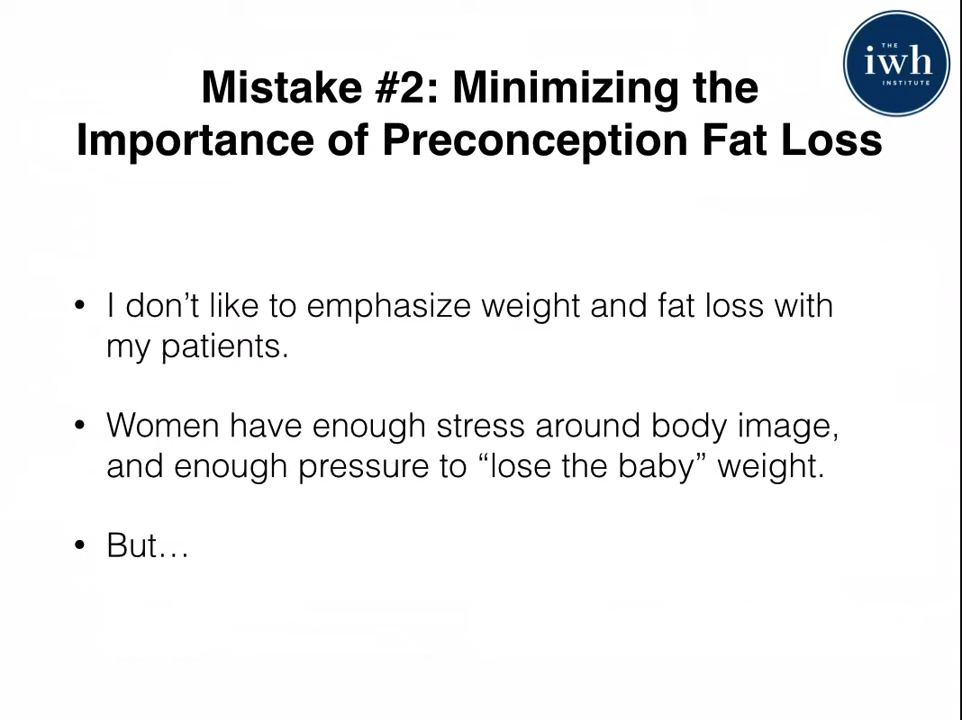 THE
iwh
INSTITUTE
Mistake #2: Minimizing the
Importance of Preconception Fat Loss
• I don’t like to emphasize weight and fat loss with
my patients.
• Women have enough stress around body image,
and enough pressure to “lose the baby” weight.
• But…